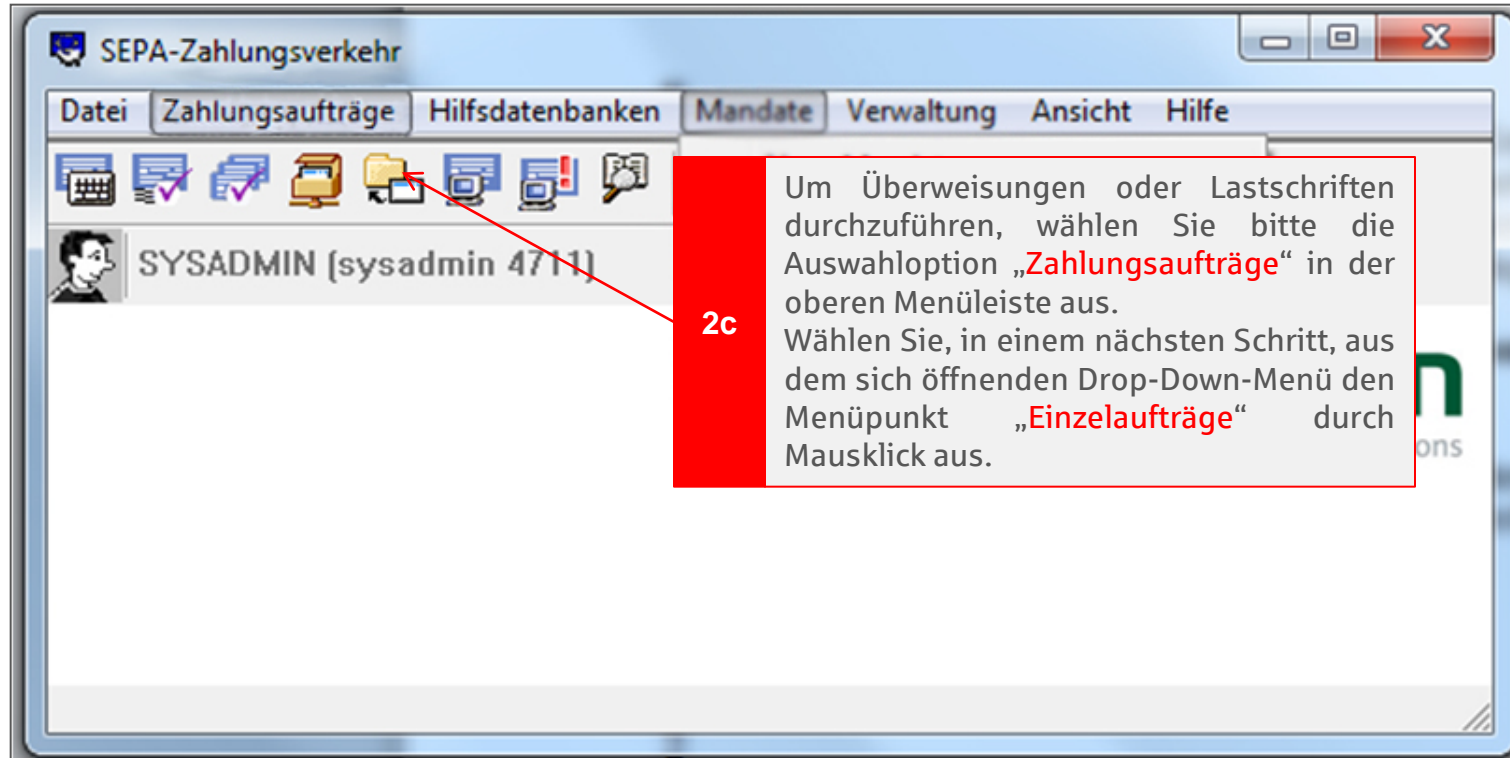 SEPA-Zahlungsverkehr
Datei Zahlungsaufträge Hilfsdatenbanken Mandate Verwaltung Ansicht Hilfe
SYSADMIN (sysadmin 4711)
2c
Um Überweisungen oder Lastschriften
durchzuführen, wählen Sie bitte die
Auswahloption „Zahlungsaufträge“ in der
oberen Menüleiste aus.
Wählen Sie, in einem nächsten Schritt, aus
dem sich öffnenden Drop-Down-Menü den
Menüpunkt „Einzelaufträge“ durch
Mausklick aus.
n
ons